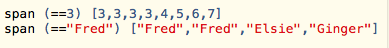 span (==3) [3,3,3,3,4,5,6,7]
span (=="Fred") ["Fred","Fred","Elsie","Ginger"]